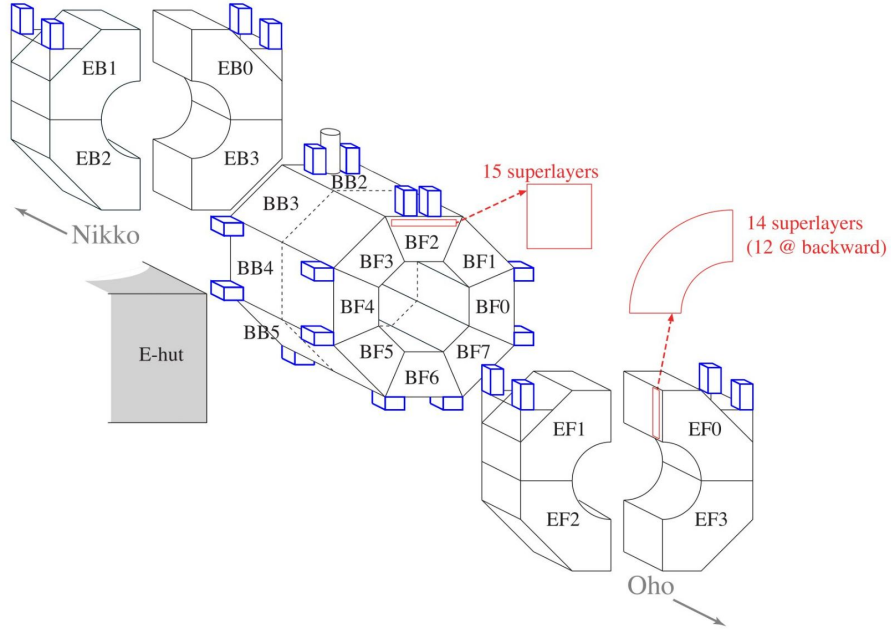 EB1
EB0
EB2
EB3
Nikko
15 superlayers
BB2
BB3
14 superlayers
(12 @ backward)
BF2
BF3
BF1
BB4
BF4
BF0
BB5
E-hut
BF5
BF7
BF6
EF1
EF0
EF2
EF3
Oho